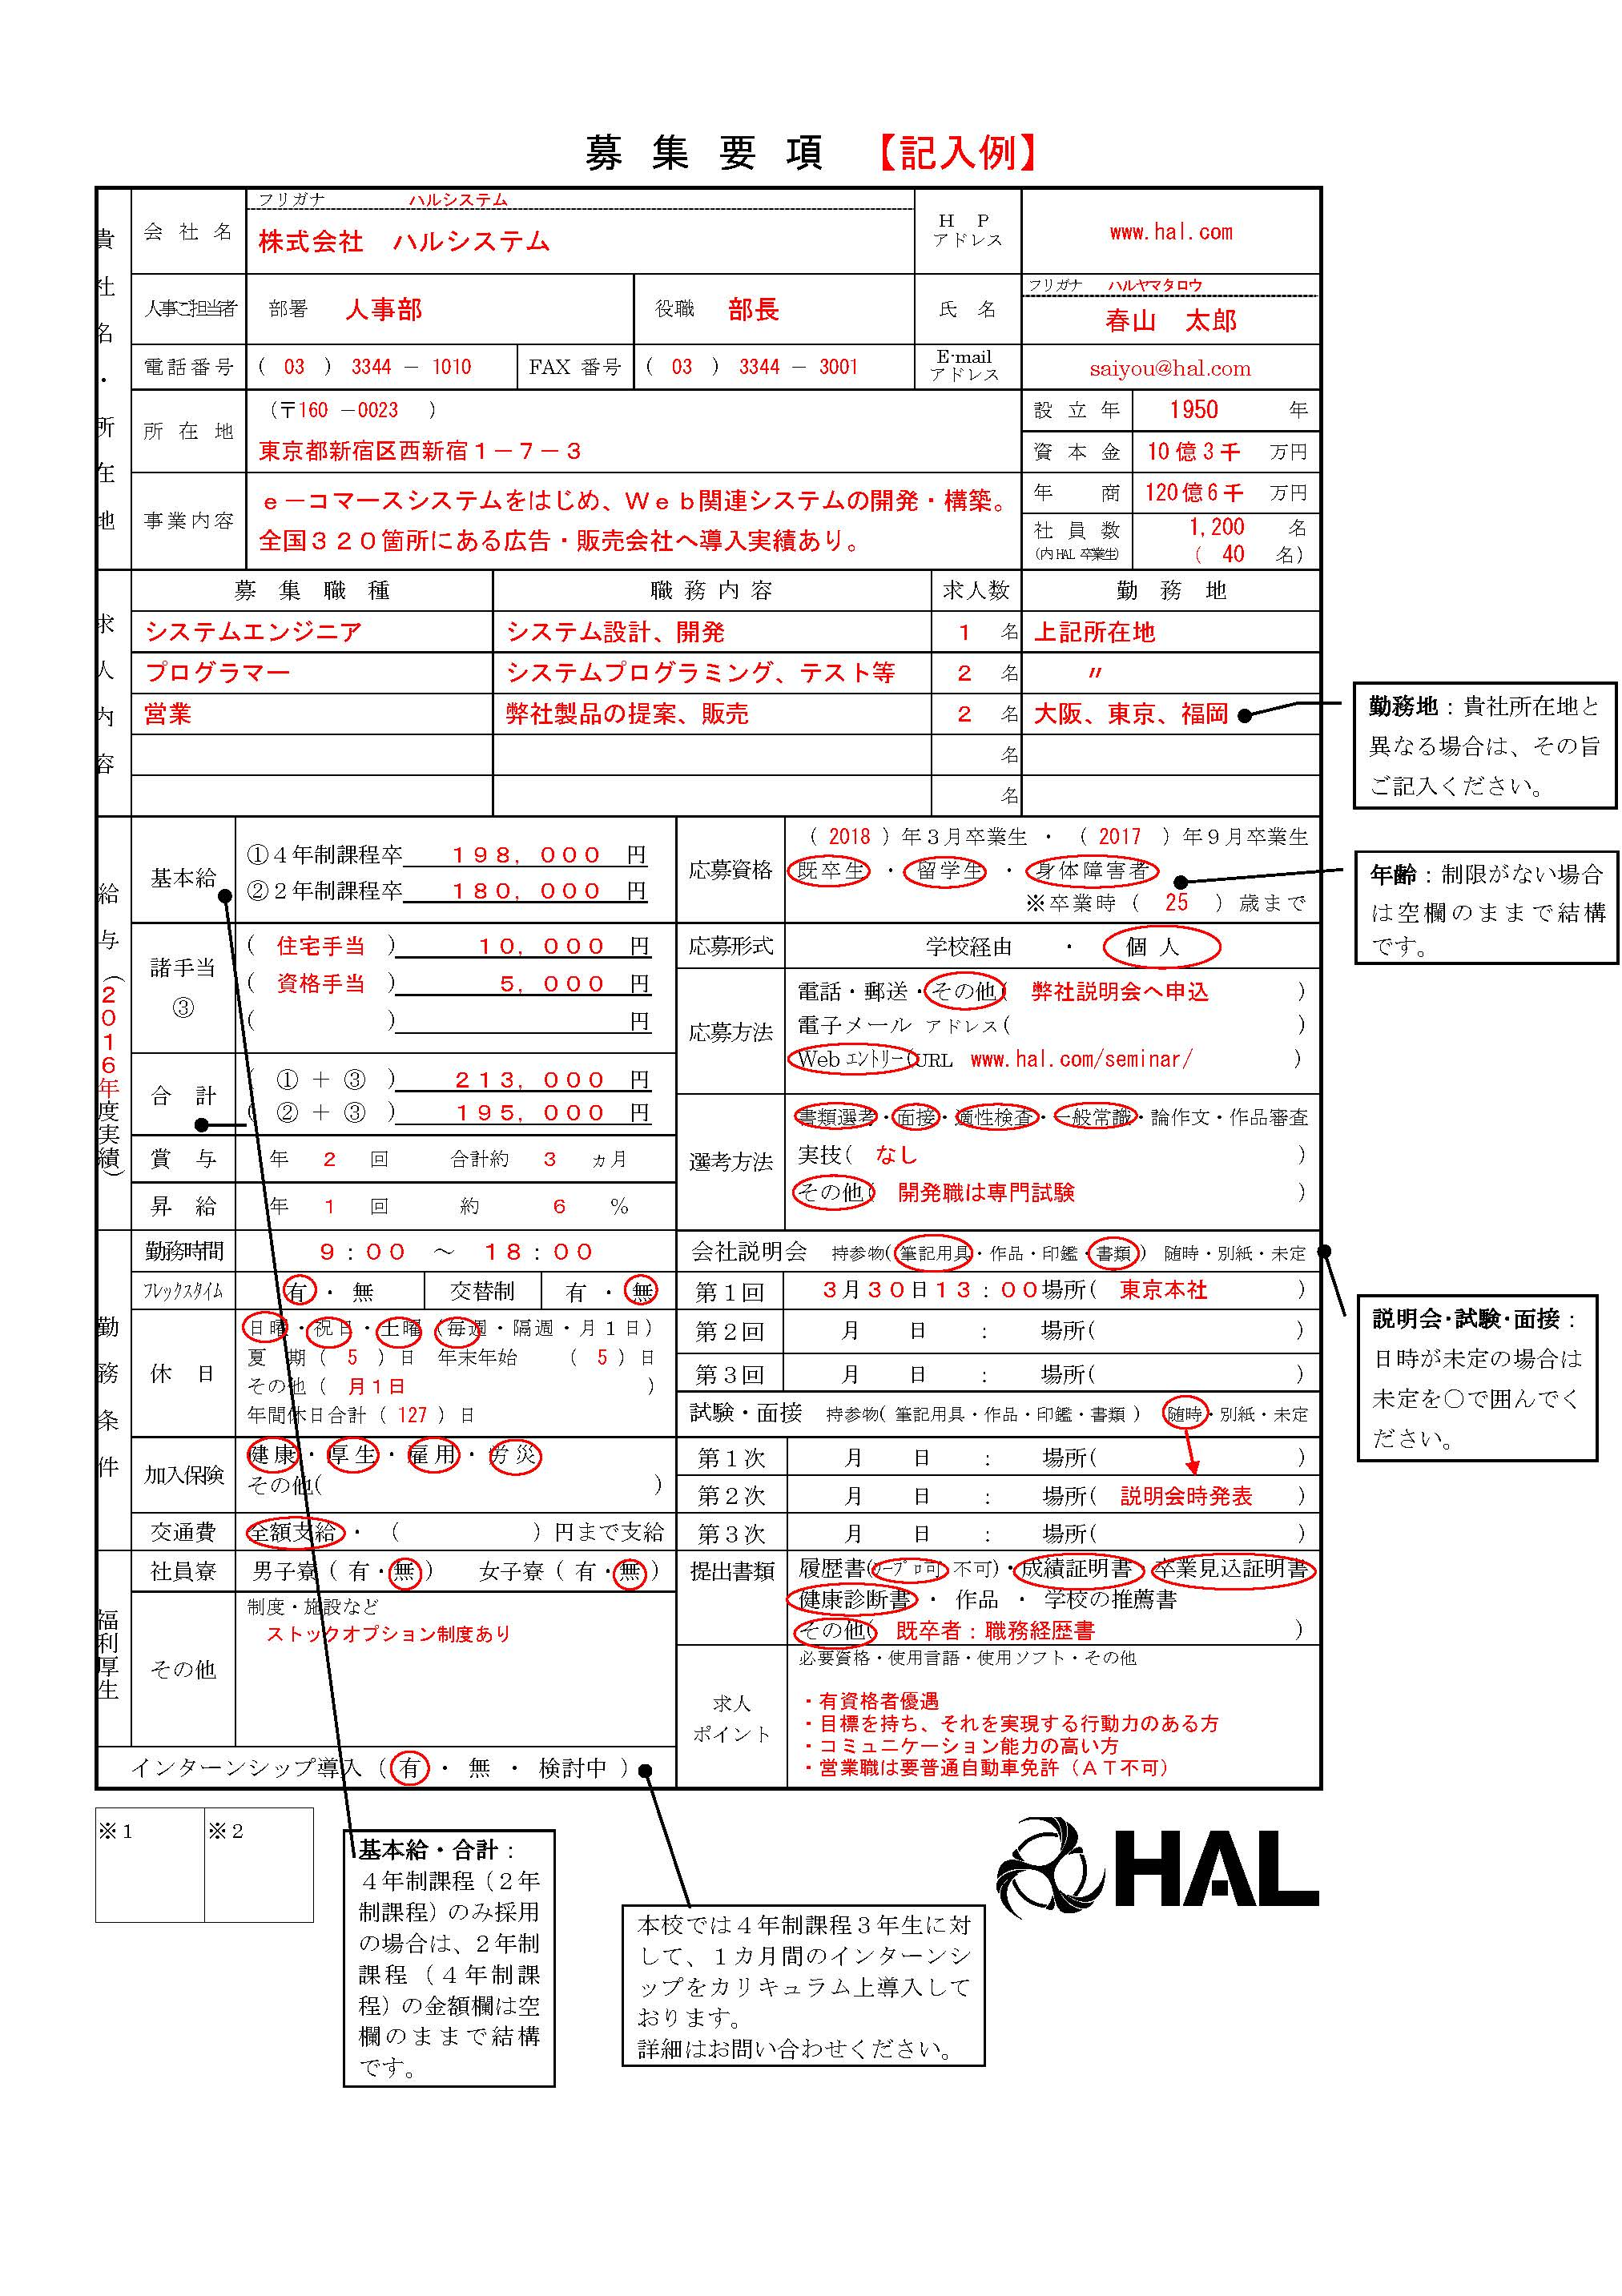 募 集 要 項 【記入例】
貴社名・所在地
会 社 名
フリガナ ハルシステム
株式会社 ハルシステム
H P
アドレス
www.hal.com
人事ご担当者
部署 人事部
役職 部長
氏 名
フリガナ ハルヤマタロウ
春山 太郎
電話番号
( 03 ) 3344 － 1010
FAX 番号
( 03 ) 3344 － 3001
E-mail
アドレス
saiyou@hal.com
所 在 地
（〒160 －0023 ）
東京都新宿区西新宿１－７－３
設 立 年 1950 年
資 本 金 10億3千 万円
事業内容
ｅ－コマースシステムをはじめ、Ｗｅｂ関連システムの開発・構築。
全国３２０箇所にある広告・販売会社へ導入実績あり。
年 商 120億6千 万円
社 員 数 1,200 名
(内 HAL 卒業生) ( 40 名)
求人内容
募 集 職 種 職 務 内 容 求人数 勤 務 地
システムエンジニア システム設計、開発 1 名 上記所在地
プログラマー システムプログラミング、テスト等 2 名 〃
営業 弊社製品の提案、販売 2 名 大阪、東京、福岡
名
名
勤務地：貴社所在地と
異なる場合は、その旨
ご記入ください。
給与（２０１６年度実績）
基本給
①４年制課程卒 １９８，０００ 円
②２年制課程卒 １８０，０００ 円
諸手当
③
( 住宅手当 ) １０，０００ 円
( 資格手当 ) ５，０００ 円
( ) 円
合 計
( ① ＋ ③ ) ２１３，０００ 円
( ② ＋ ③ ) １９５，０００ 円
賞 与 年 2 回 合計約 3 ヵ月
昇 給 年 1 回 約 6 ％
応募資格
（ 2018 ）年３月卒業生 ・ （ 2017 ）年９月卒業生
既卒生 ・ 留学生 ・ 身体障害者
※卒業時（ 25 ）歳まで
年齢：制限がない場合
は空欄のままで結構
です。
応募形式 学校経由 ・ 個 人
応募方法
電話・郵送・その他( 弊社説明会へ申込 )
電子メール アドレス( )
Web エントリー(URL www.hal.com/seminar/ )
選考方法
書類選考・面接・適性検査・一般常識・論作文・作品審査
実技( なし )
その他( 開発職は専門試験 )
勤務条件
勤務時間 ９：００ ～ １８：００
フレックスタイム 有 ・ 無 交替制 有 ・ 無
休 日
日曜・祝日・土曜（毎週・隔週・月１日）
夏 期（ 5 ）日 年末年始 （ 5 ）日
その他（ 月１日 ）
年間休日合計（ 127 ）日
加入保険
健康・厚生・雇用・労災
その他( )
交通費 全額支給・ （ ）円まで支給
会社説明会 持参物(筆記用具・作品・印鑑・書類) 随時・別紙・未定
第１回 ３月３０日１３：００場所( 東京本社 )
第２回 月 日 : 場所( )
第３回 月 日 : 場所( )
試験・面接 持参物( 筆記用具・作品・印鑑・書類 ) 随時・別紙・未定
第１次 月 日 : 場所( )
第２次 月 日 : 場所( 説明会時発表 )
第３次 月 日 : 場所( )
説明会・試験・面接：
日時が未定の場合は
未定を○で囲んでく
ださい。
福利厚生
社員寮 男子寮（ 有・無 ） 女子寮（ 有・無 ）
その他
制度・施設など
ストックオプション制度あり
インターンシップ導入（ 有 ・ 無 ・ 検討中 ）
提出書類
履歴書(ワープロ可 不可)・成績証明書・卒業見込証明書
健康診断書 ・ 作品 ・ 学校の推薦書
その他( 既卒者：職務経歴書 )
求人
ポイント
必要資格・使用言語・使用ソフト・その他
・有資格者優遇
・目標を持ち、それを実現する行動力のある方
・コミュニケーション能力の高い方
・営業職は要普通自動車免許（ＡＴ不可）
※１ ※２
基本給・合計：
４年制課程（２年
制課程）のみ採用
の場合は、２年制
課程（４年制課
程）の金額欄は空
欄のままで結構
です。
本校では４年制課程３年生に対
して、１カ月間のインターンシ
ップをカリキュラム上導入して
おります。
詳細はお問い合わせください。
HAL